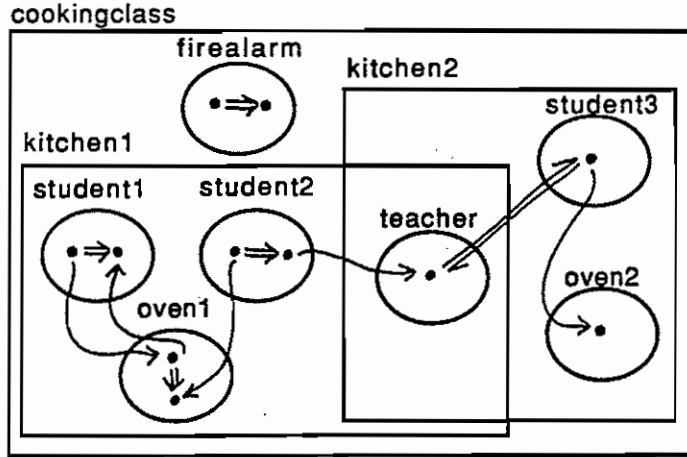 cookingclass
firealarm
kitchen2
student3
kitchen1
student1
student2
teacher
oven1
oven2